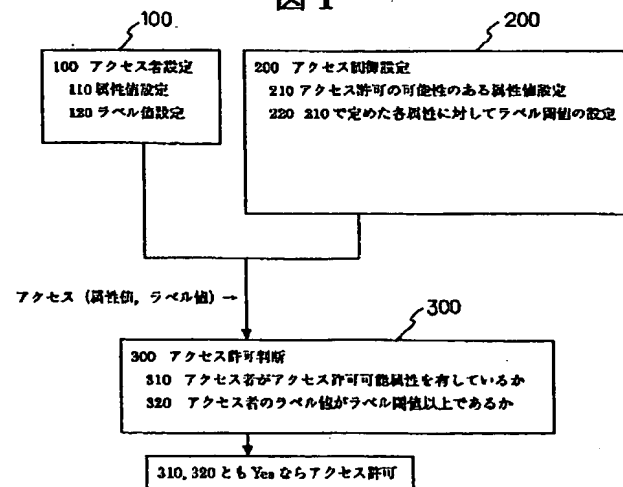 図1
100
200
100 アクセス者設定
110 属性値設定
120 ラベル値設定
200 アクセス制御設定
210 アクセス許可の可能性のある属性値設定
220 210で定めた各属性に対してラベル閾値の設定
アクセス (属性値, ラベル値) →
300
300 アクセス許可判断
310 アクセス者がアクセス許可可能属性を有しているか
320 アクセス者のラベル値がラベル閾値以上であるか
310, 320 とも Yes ならアクセス許可